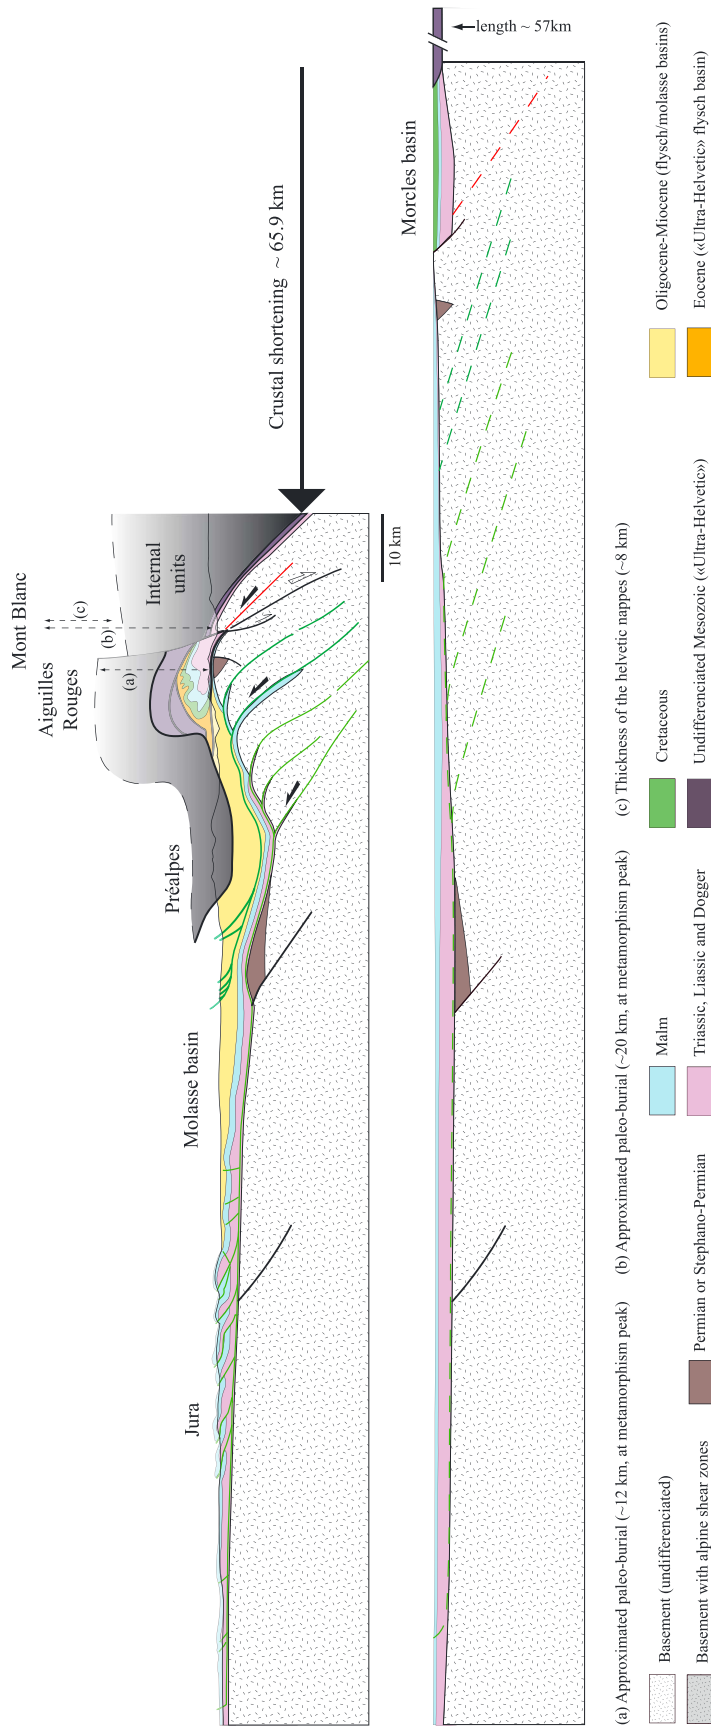 Mont Blanc
Aiguilles
Rouges
(a)
(b)
(c)
Internal
units
Préalpes
Molasse basin
Jura
Crustal shortening ~ 65.9 km
10 km
Morcles basin
length ~ 57km
(a) Approximated paleo-burial (~12 km, at metamorphism peak)
(b) Approximated paleo-burial (~20 km, at metamorphism peak)
(c) Thickness of the helvetic nappes (~8 km)
Basement (undifferenciated)
Malm
Cretaceous
Oligocene-Miocene (flysch/molasse basins)
Basement with alpine shear zones
Permian or Stephano-Permian
Triassic, Liassic and Dogger
Undifferenciated Mesozoic («Ultra-Helvetic»)
Eocene («Ultra-Helvetic» flysch basin)